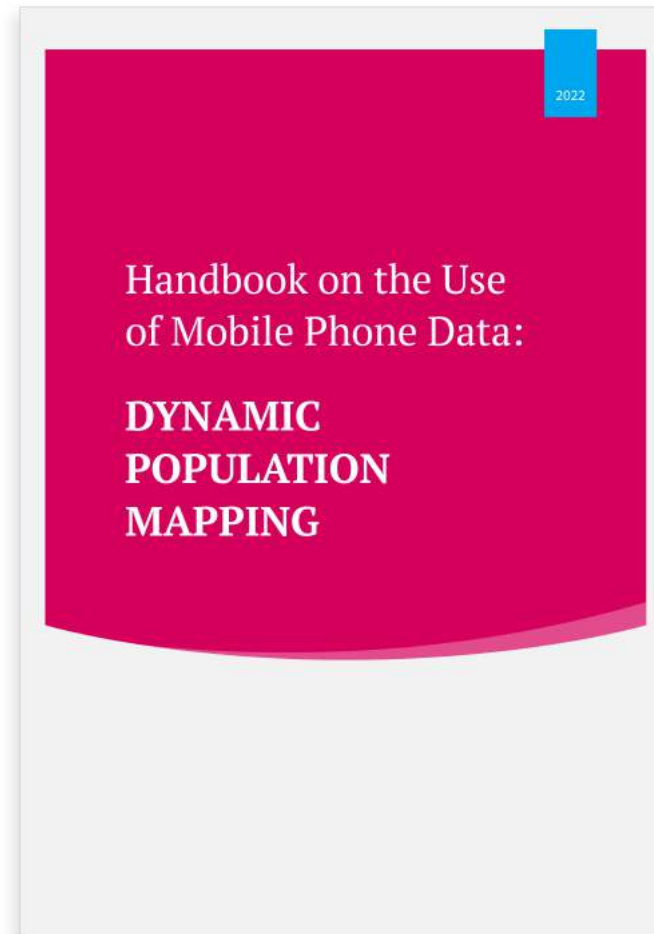 2022
Handbook on the Use
of Mobile Phone Data:
DYNAMIC
POPULATION
MAPPING